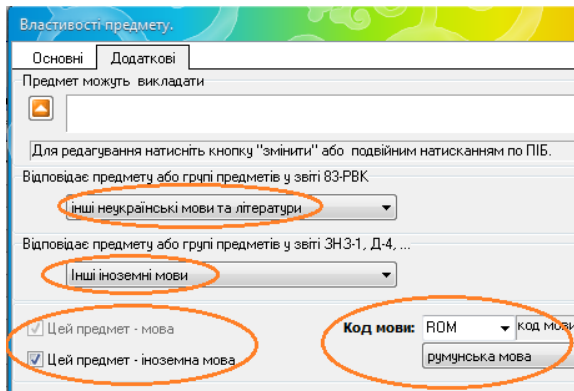 Властивості предмету.
Основні Додаткові
Предмет можуть викладати
Для редагування натисніть кнопку "змінити" або подвійним натисканням по ПІБ.
Відповідає предмету або групі предметів у звіті 83-РВК
інші неукраїнські мови та літератури
Відповідає предмету або групі предметів у звіті ЗНЗ-1, Д-4, ...
Інші іноземні мови
Цей предмет - мова Код мови: ROM код мови
Цей предмет - іноземна мова румунська мова